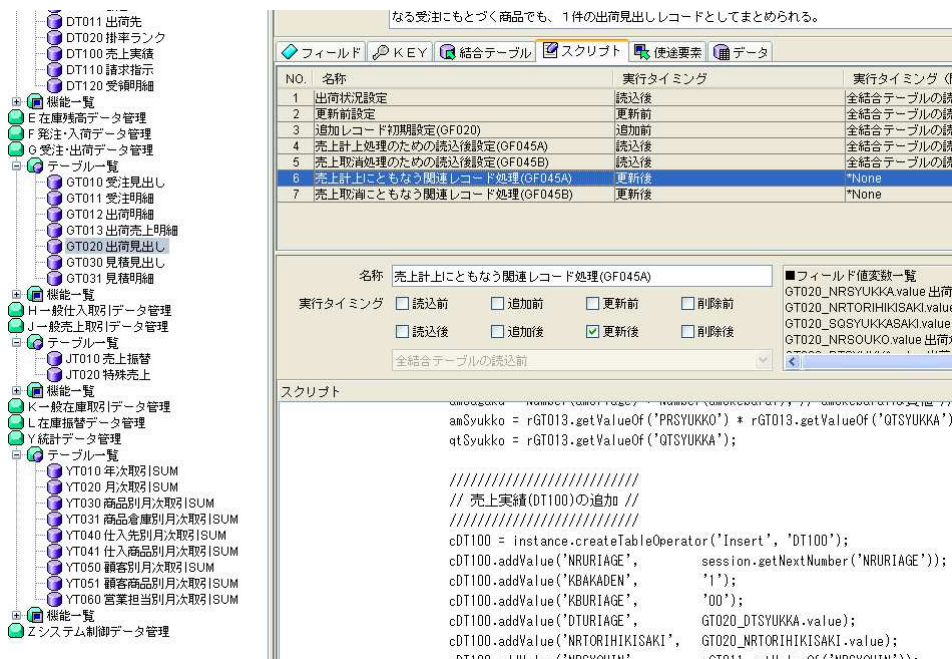 なる受注にもとづく商品でも、1件の出荷見出しレコードとしてまとめられる。
DT011 出荷先
DT020 掛率ランク
DT100 売上実績
DT110 請求指示
DT120 受領明細
機能一覧
E 在庫残高データ管理
F 発注・入荷データ管理
G 受注・出荷データ管理
テーブル一覧
GT010 受注見出し
GT011 受注明細
GT012 出荷明細
GT013 出荷売上明細
GT020 出荷見出し
GT030 見積見出し
GT031 見積明細
機能一覧
H 一般仕入取引データ管理
J 一般売上取引データ管理
テーブル一覧
JT010 売上振替
JT020 特殊売上
機能一覧
K 一般在庫取引データ管理
L 在庫振替データ管理
Y 統計データ管理
テーブル一覧
YT010 年次取引SUM
YT020 月次取引SUM
YT030 商品別月次取引SUM
YT031 商品倉庫別月次取引SUM
YT040 仕入先別月次取引SUM
YT041 仕入商品別月次取引SUM
YT050 顧客別月次取引SUM
YT051 顧客商品別月次取引SUM
YT060 営業担当別月次取引SUM
機能一覧
Z システム制御データ管理
フィールド KEY 結合テーブル スクリプト 使途要素 データ
NO. 名称 実行タイミング 実行タイミング
1 出荷状況設定 読込後 全結合テーブルの読
2 更新前設定 更新前 全結合テーブルの読
3 追加レコード初期設定(GF020) 追加前 全結合テーブルの読
4 売上計上処理のための読込後設定(GF045A) 読込後 全結合テーブルの読
5 売上取消処理のための読込後設定(GF045B) 読込後 全結合テーブルの読
6 売上計上にともなう関連レコード処理(GF045A) 更新後 *None
7 売上取消にともなう関連レコード処理(GF045B) 更新後 *None
名称 売上計上にともなう関連レコード処理(GF045A)
実行タイミング 読込前 追加前 更新前 削除前
読込後 追加後 更新後 削除後
全結合テーブルの読込前
■フィールド値変数一覧
GT020_NRSYUKKA.value 出荷
GT020_NRTORIHIKISAKI.value
GT020_SQSYUKKASAKI.value
GT020_NRSOUKO.value 出荷
スクリプト
amSyukko = rGT013.getValueOf('PRSYUKKO') * rGT013.getValueOf('QTSYUKKA')
qtSyukko = rGT013.getValueOf('QTSYUKKA');
//////////////////////////
// 売上実績(DT100)の追加 //
//////////////////////////
cDT100 = instance.createTableOperator('Insert', 'DT100');
cDT100.addValue('NRURIAGE', session.getNextNumber('NRURIAGE'));
cDT100.addValue('KBAKADEN', '1');
cDT100.addValue('KBURIAGE', '00');
cDT100.addValue('DTURIAGE', GT020_DTSYUKKA.value);
cDT100.addValue('NRTORIHIKISAKI', GT020_NRTORIHIKISAKI.value);